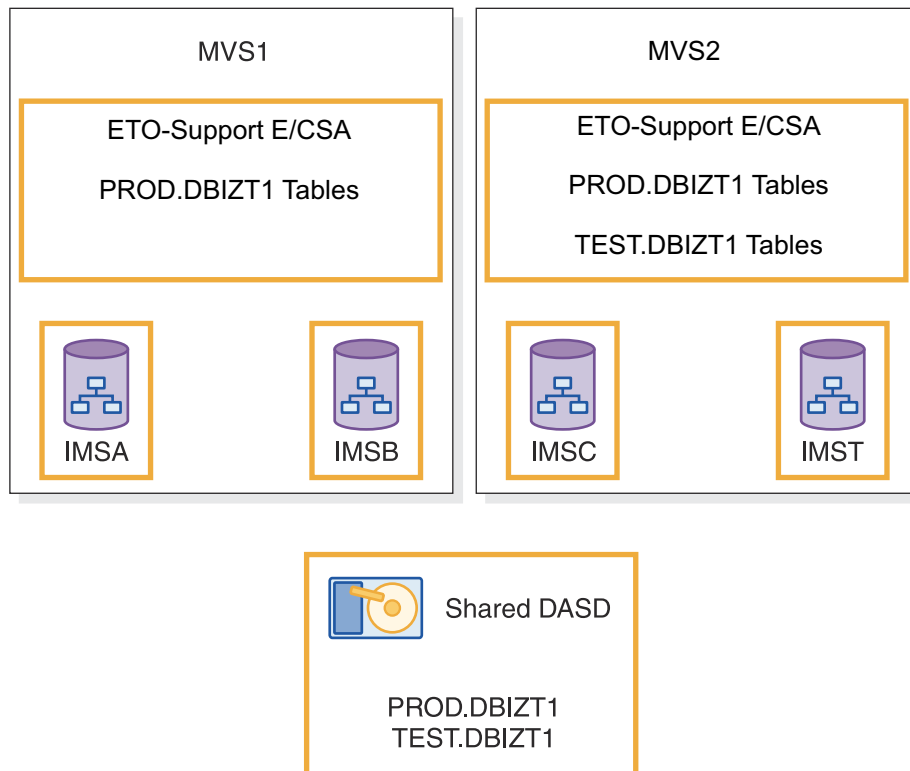 MVS1
ETO-Support E/CSA
PROD.DBIZT1 Tables
IMSA
IMSB
MVS2
ETO-Support E/CSA
PROD.DBIZT1 Tables
TEST.DBIZT1 Tables
IMSC
IMST
Shared DASD
PROD.DBIZT1
TEST.DBIZT1